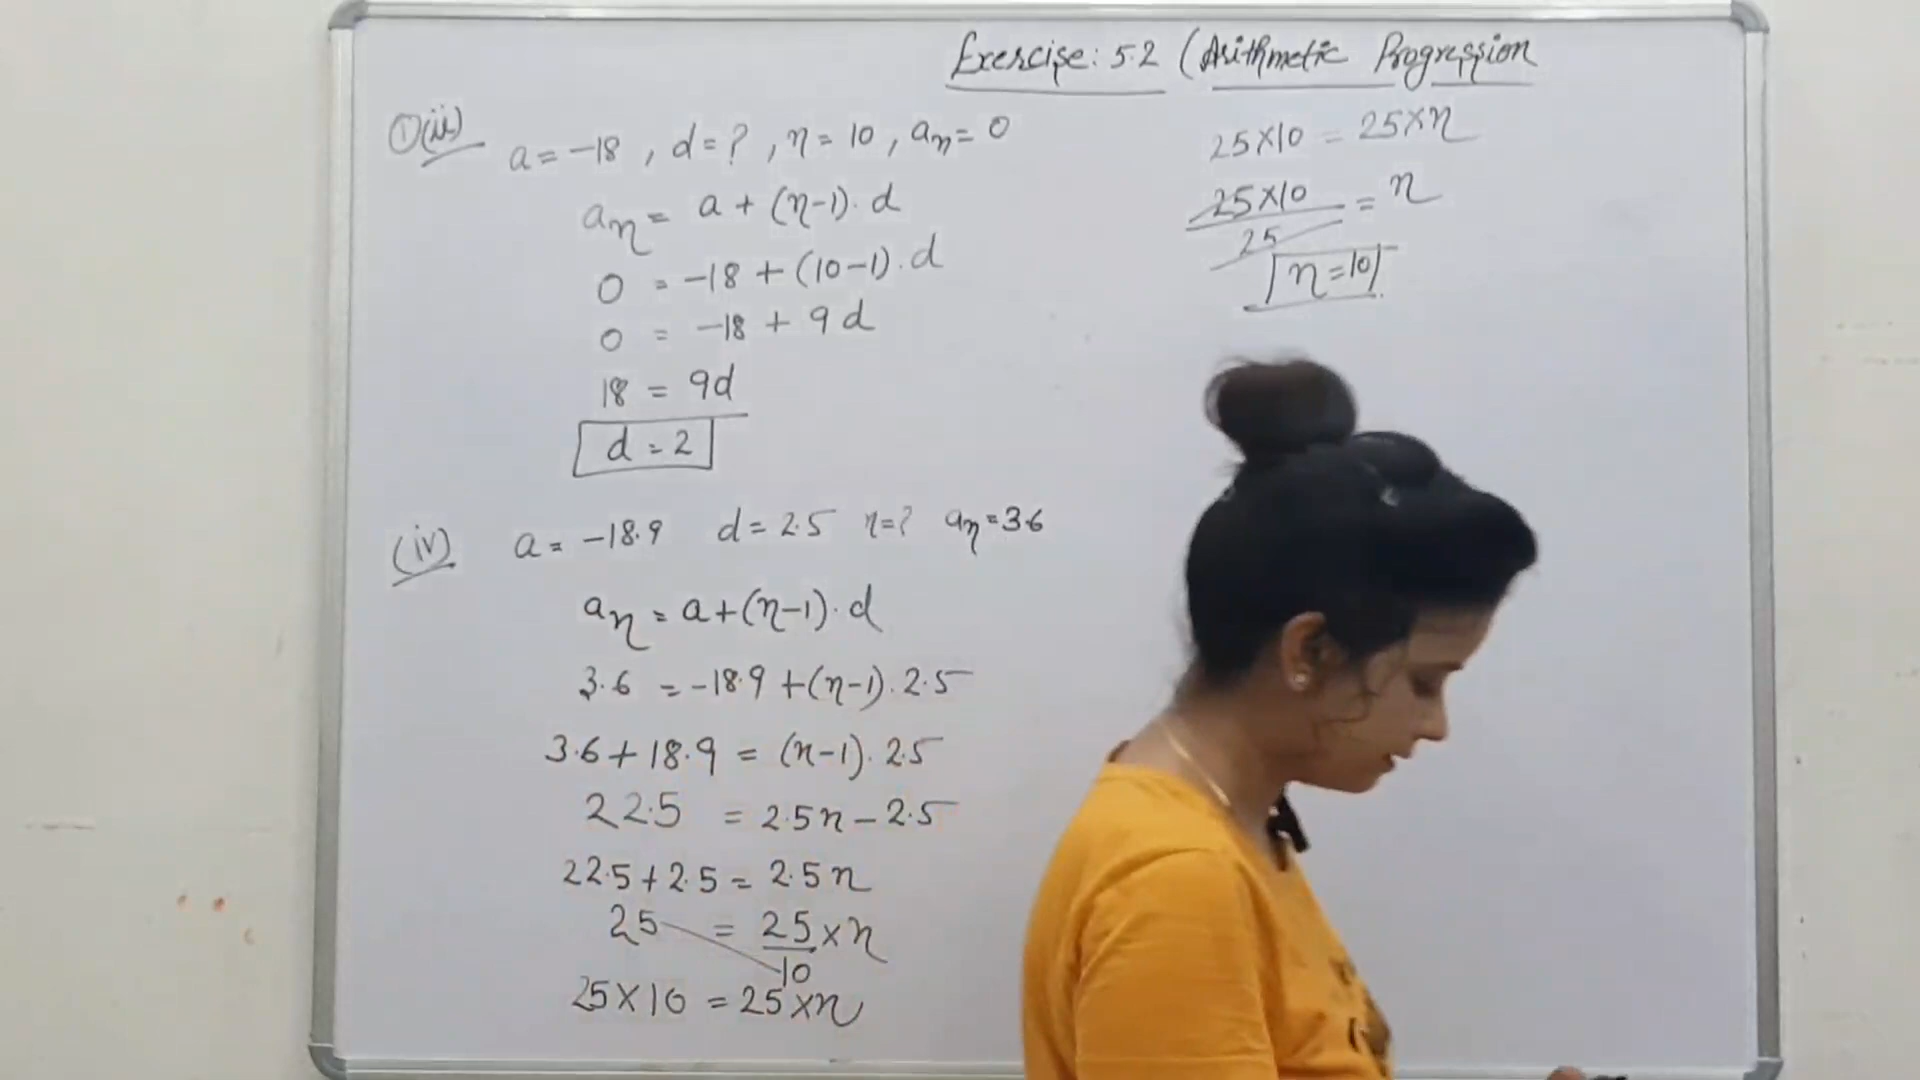 Exercise: 5.2 (Arithmetic Progression
①(ii) a = -18 , d = ? , n = 10 , an = 0
an = a + (n-1). d
0 = -18 + (10-1). d
0 = -18 + 9d
18 = 9d
d = 2
(iv) a = -18.9 d = 2.5 n = ? an = 3.6
an = a + (n-1). d
3.6 = -18.9 + (n-1). 2.5
3.6 + 18.9 = (n-1). 2.5
22.5 = 2.5n - 2.5
22.5 + 2.5 = 2.5n
25 = 25/10 × n
25 × 10 = 25 × n
25 × 10 = 25 × n
25 × 10 / 25 = n
n = 10